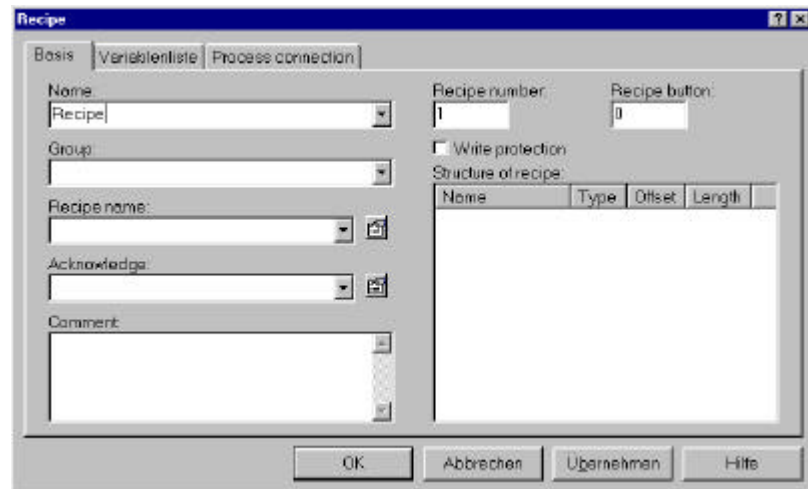 Recipe
Basis Variablenliste Process connection
Name:
Recipe
Group:
Recipe name:
Acknowledge:
Comment:
Recipe number: Recipe button:
1 0
Write protection
Structure of recipe:
Name Type Offset Length
OK Abbrechen Übernehmen Hilfe